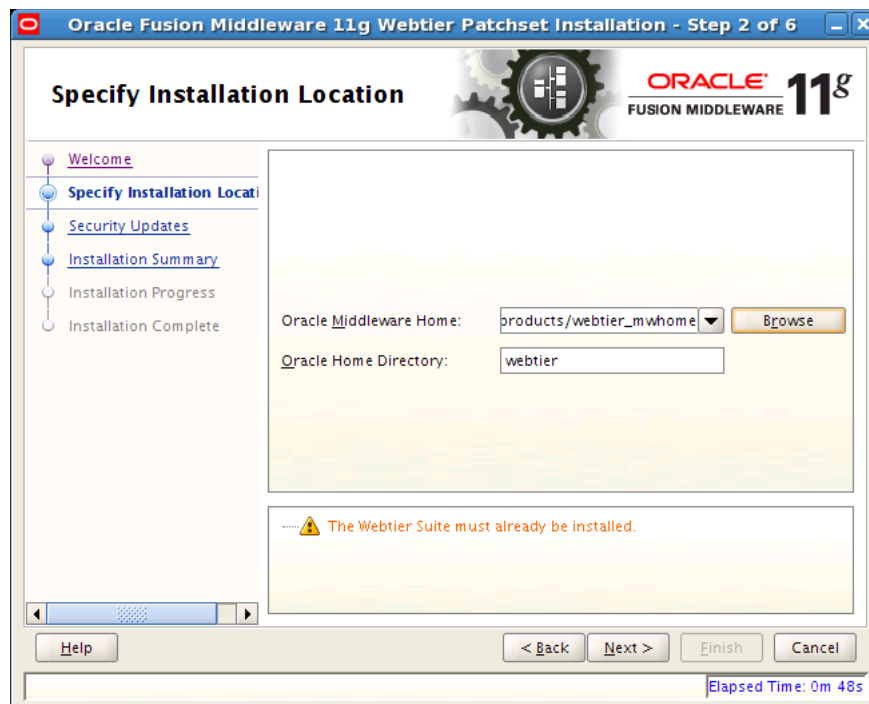 Oracle Fusion Middleware 11g Webtier Patchset Installation - Step 2 of 6
Specify Installation Location
ORACLE
FUSION MIDDLEWARE
11g
Welcome
Specify Installation Locati
Security Updates
Installation Summary
Installation Progress
Installation Complete
Oracle Middleware Home: products/webtier_mwhome Browse
Oracle Home Directory: webtier
The Webtier Suite must already be installed.
Help < Back Next > Finish Cancel
Elapsed Time: 0m 48s